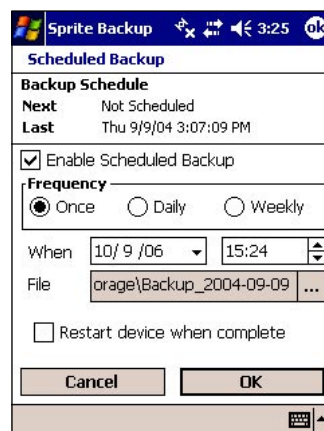 Sprite Backup 3:25 ok
Scheduled Backup
Backup Schedule
Next Not Scheduled
Last Thu 9/9/04 3:07:09 PM
Enable Scheduled Backup
Frequency
Once Daily Weekly
When 10/ 9 /06 15:24
File orage\Backup_2004-09-09 ...
Restart device when complete
Cancel OK